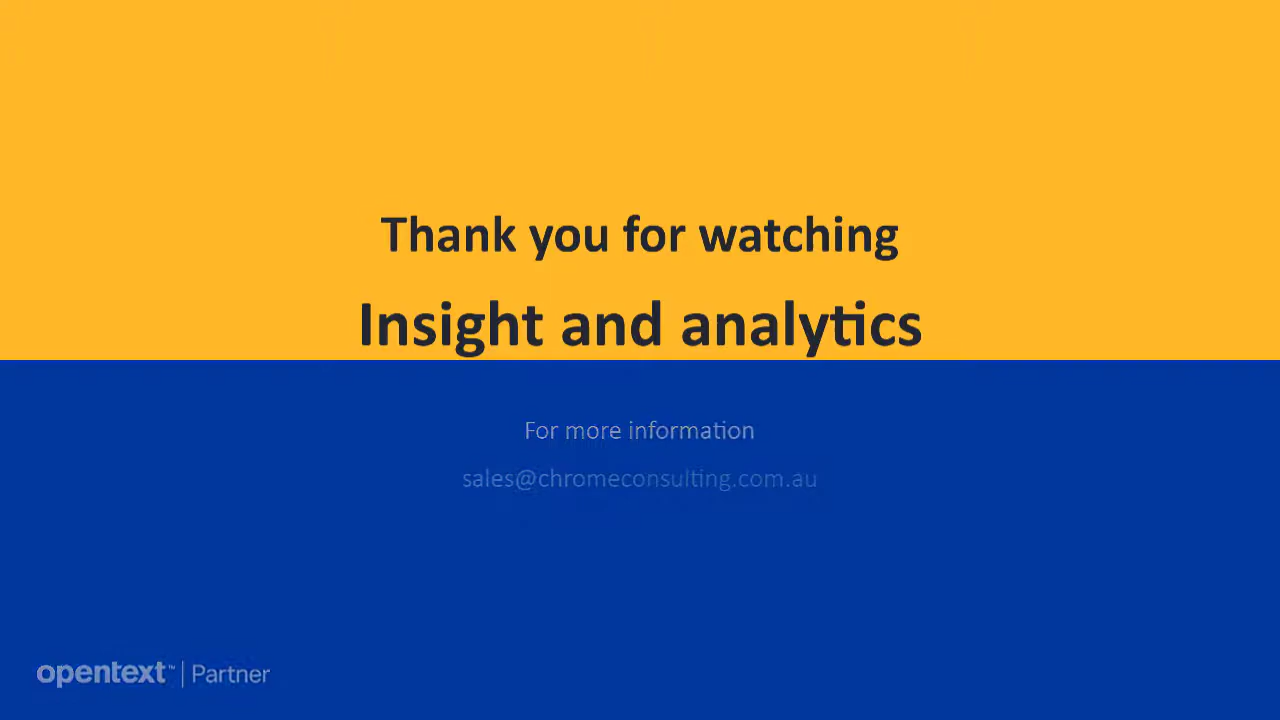 Thank you for watching
Insight and analytics
For more information
sales@chromeconsulting.com.au
opentext™ | Partner